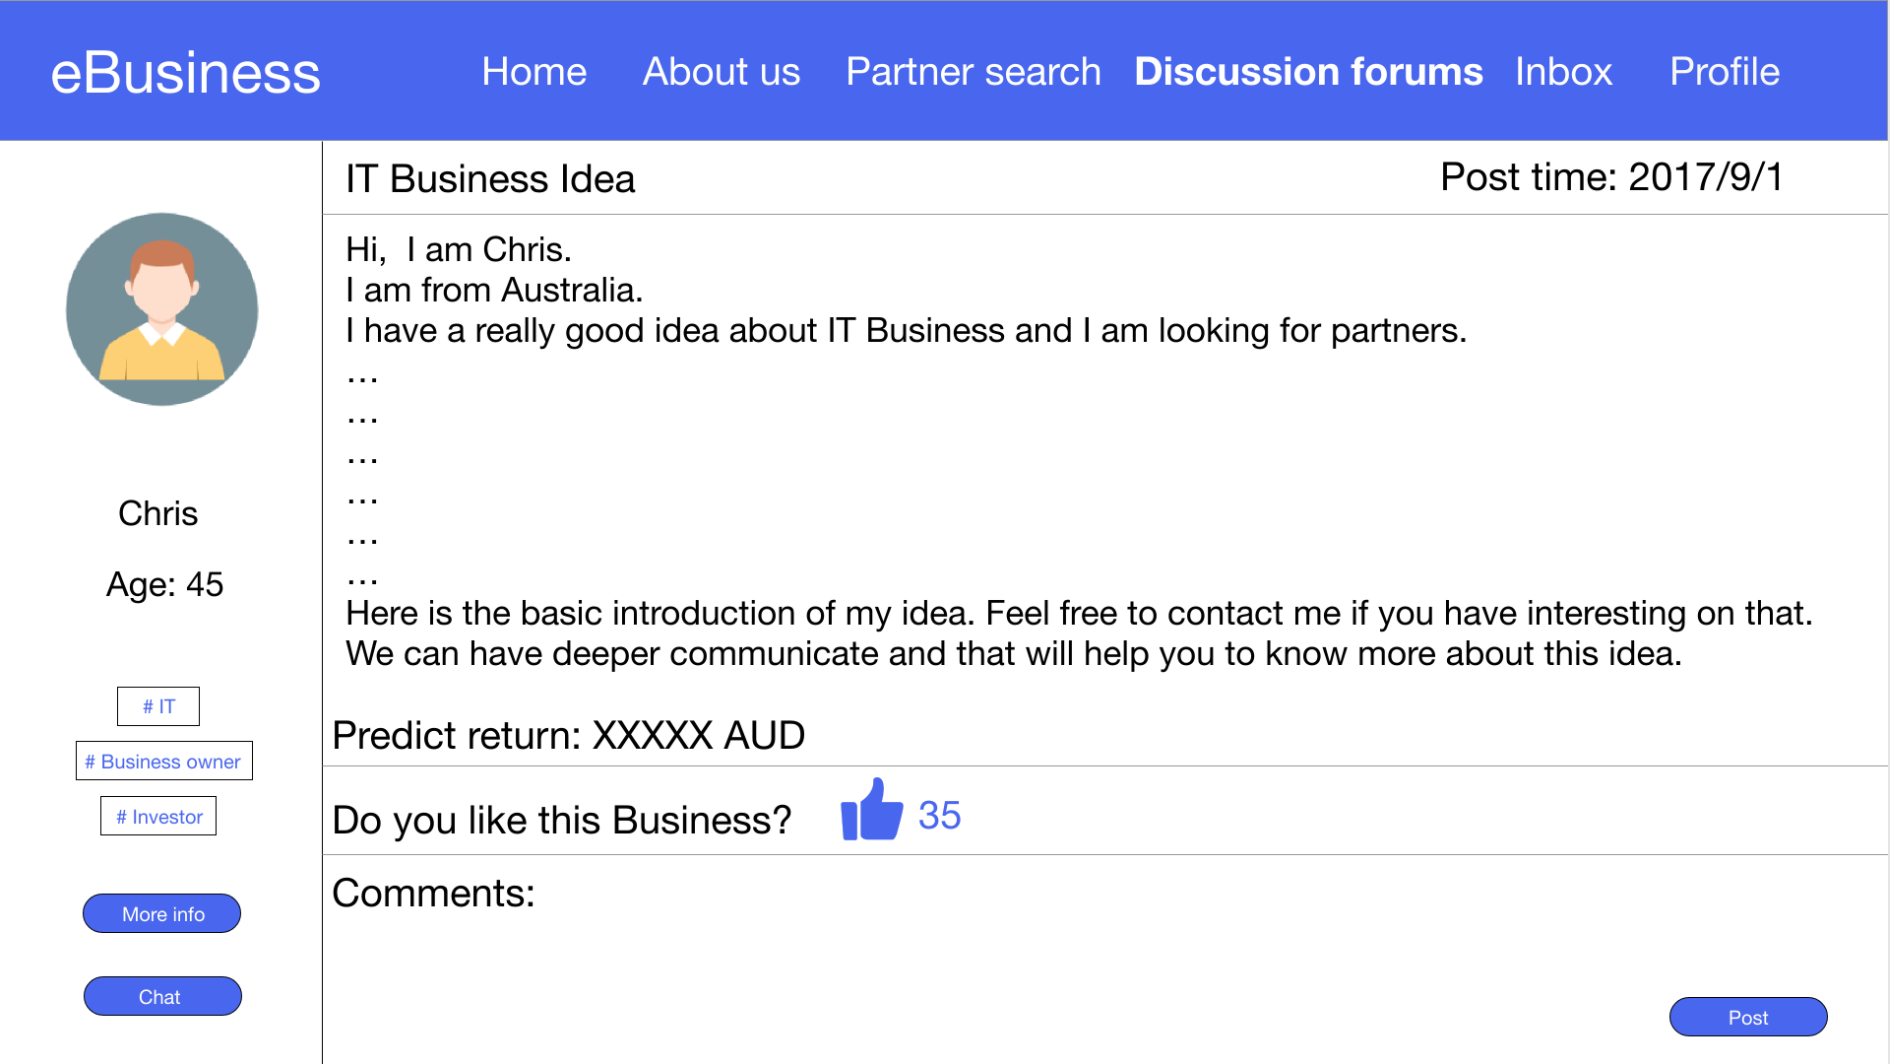 eBusiness Home About us Partner search Discussion forums Inbox Profile
IT Business Idea Post time: 2017/9/1
Hi,  I am Chris.
I am from Australia.
I have a really good idea about IT Business and I am looking for partners.
...
...
...
...
...
...
Here is the basic introduction of my idea. Feel free to contact me if you have interesting on that.
We can have deeper communicate and that will help you to know more about this idea.
Predict return: XXXXX AUD
Do you like this Business? 35
Comments:
Post
Chris
Age: 45
# IT
# Business owner
# Investor
More info
Chat